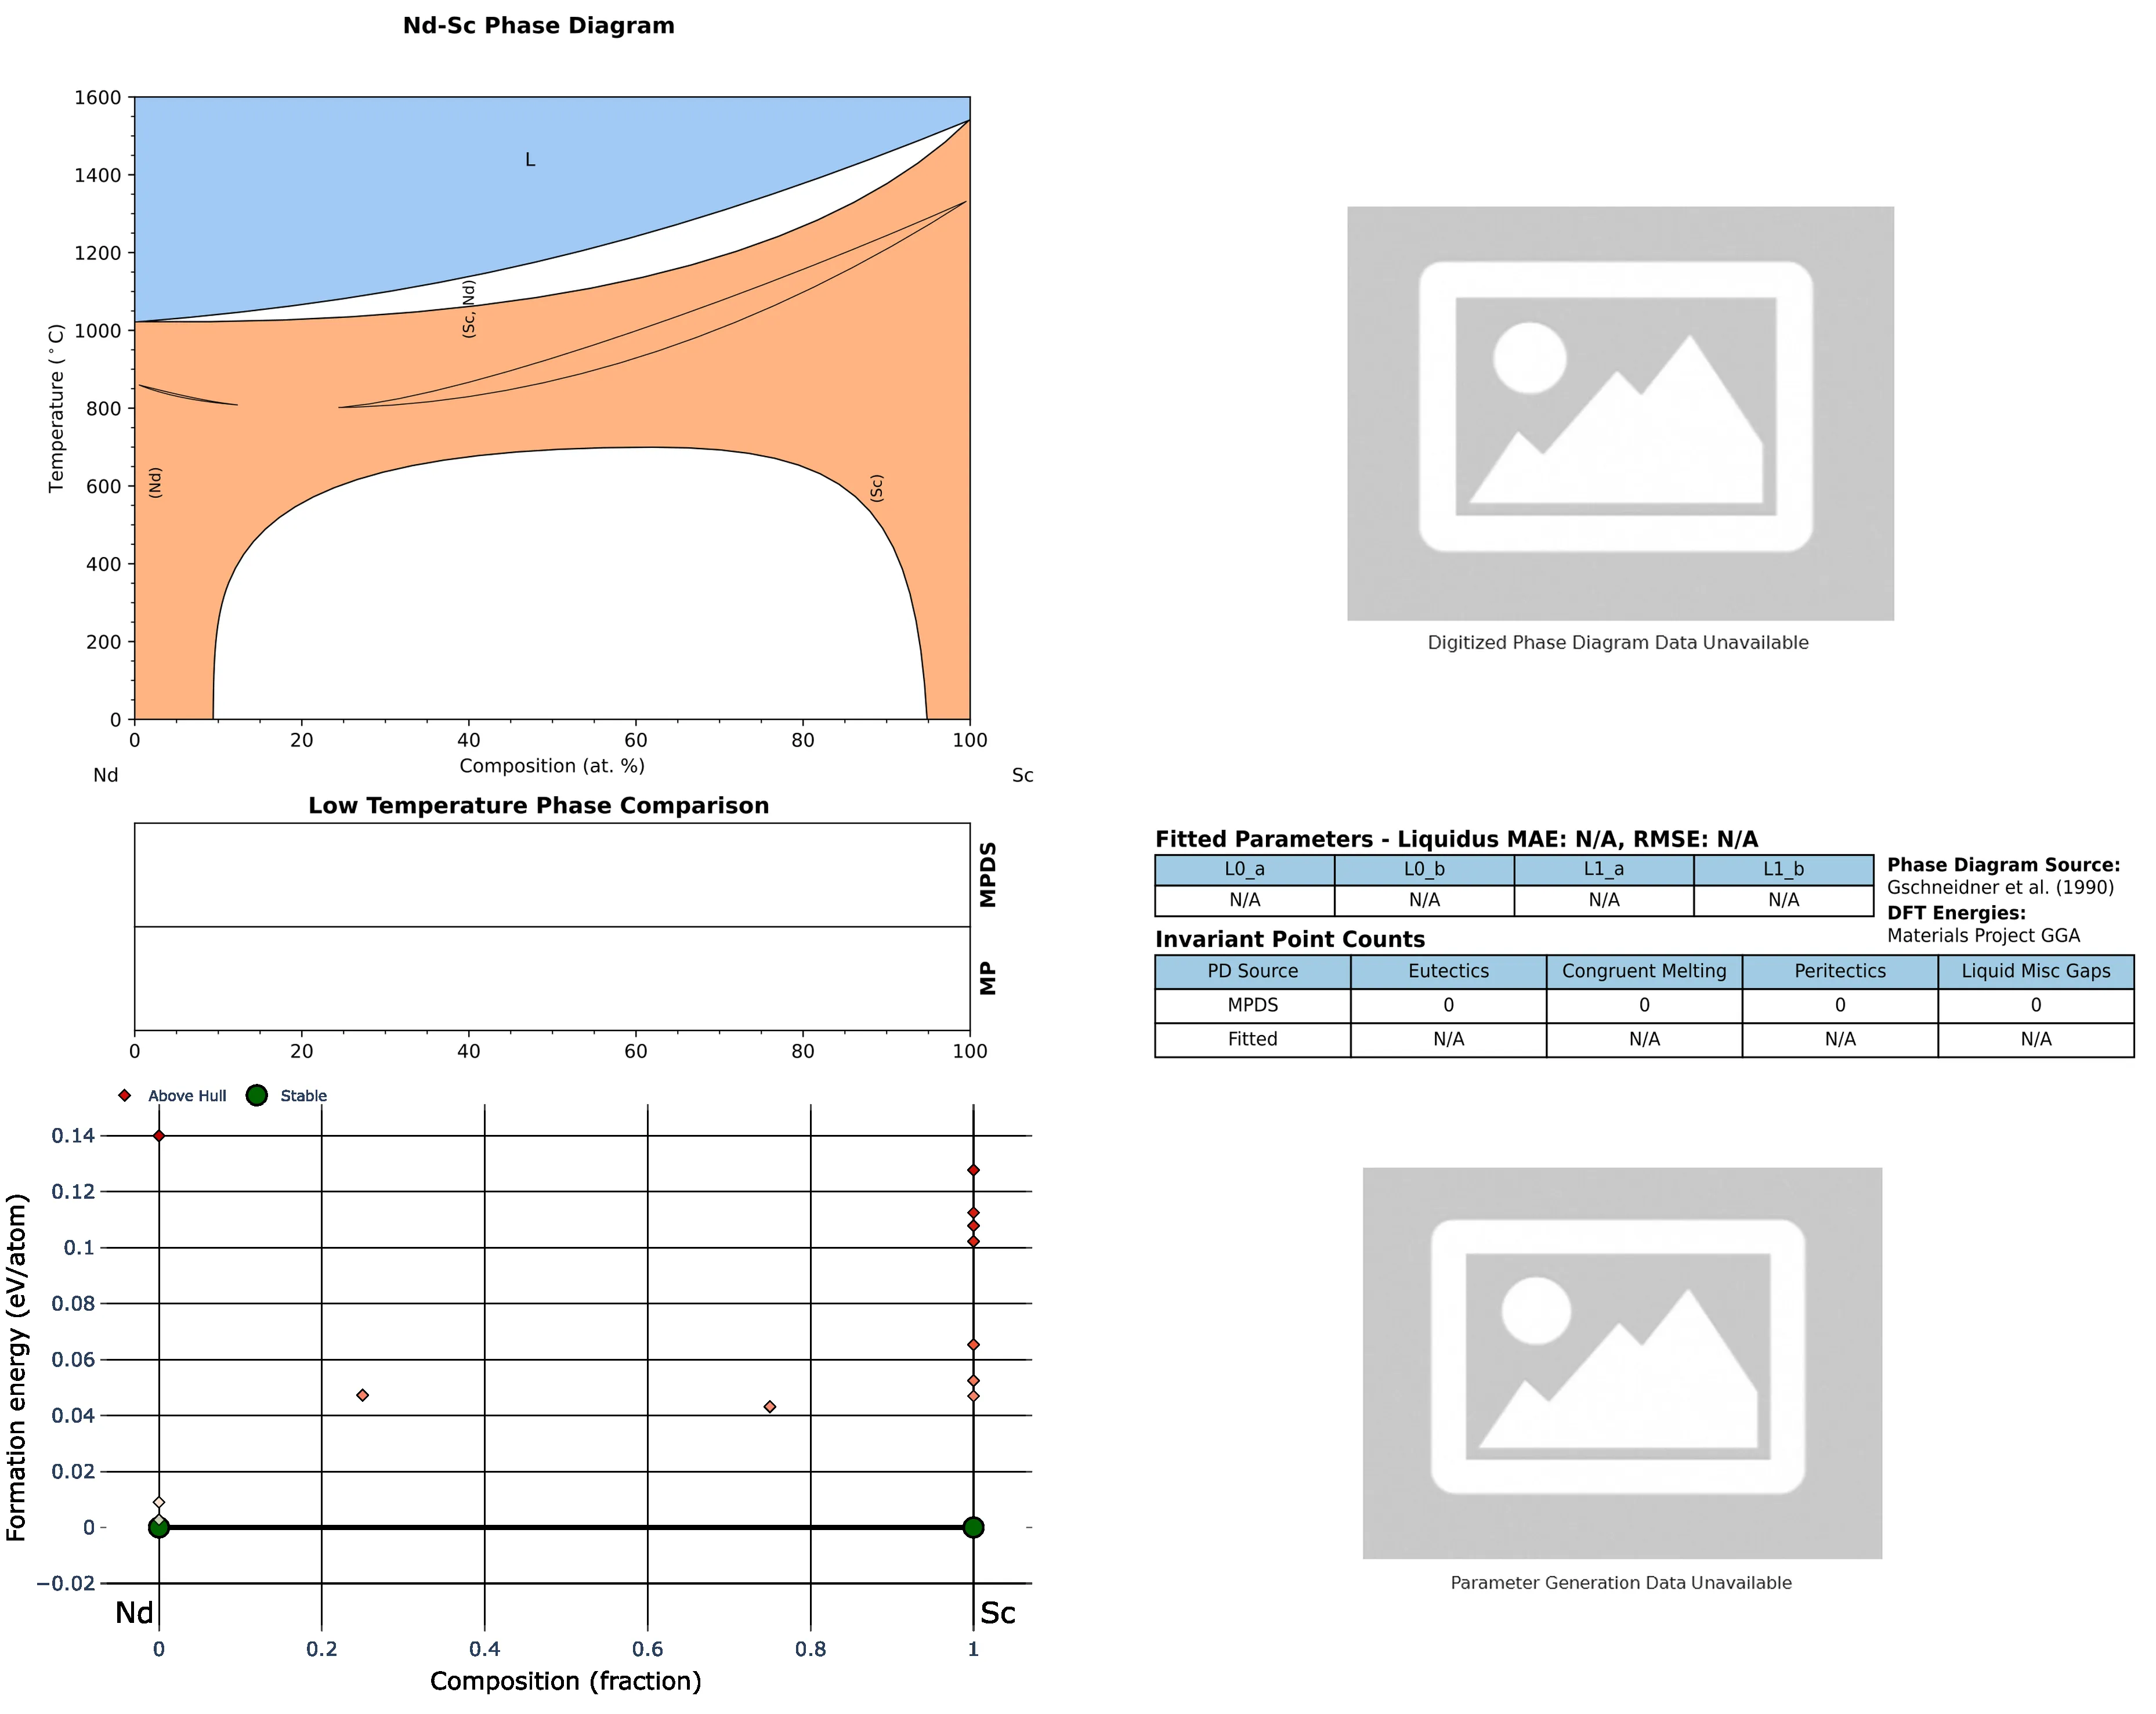 Nd-Sc Phase Diagram
1600
1400
1200
1000
800
600
400
200
0
Temperature (°C)
L
(Sc, Nd)
(Nd)
(Sc)
0 20 40 60 80 100
Composition (at. %)
Nd Sc
Digitized Phase Diagram Data Unavailable
Low Temperature Phase Comparison
MPDS
MP
0 20 40 60 80 100
Fitted Parameters - Liquidus MAE: N/A, RMSE: N/A
L0_a L0_b L1_a L1_b
N/A N/A N/A N/A
Phase Diagram Source:
Gschneidner et al. (1990)
DFT Energies:
Materials Project GGA
Invariant Point Counts
PD Source Eutectics Congruent Melting Peritectics Liquid Misc Gaps
MPDS 0 0 0 0
Fitted N/A N/A N/A N/A
Above Hull Stable
0.14
0.12
0.1
0.08
0.06
0.04
0.02
0
−0.02
Formation energy (eV/atom)
Nd Sc
0 0.2 0.4 0.6 0.8 1
Composition (fraction)
Parameter Generation Data Unavailable